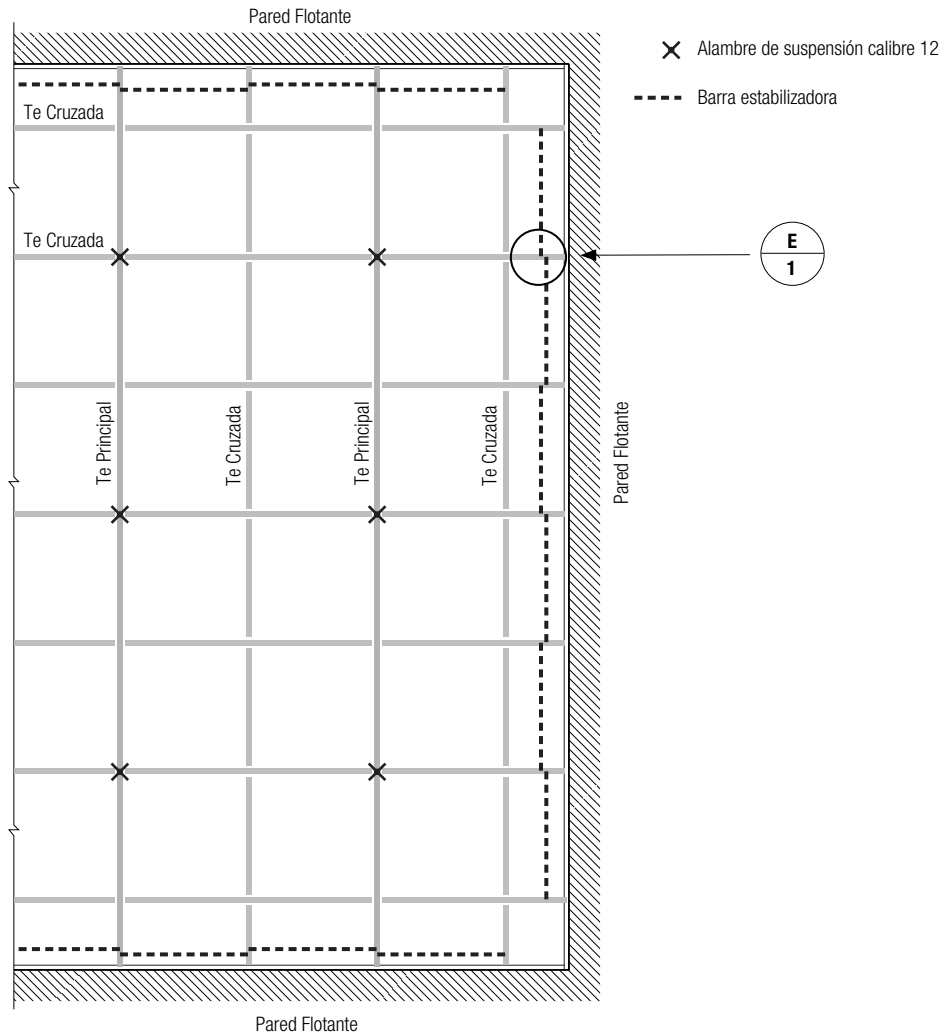 Pared Flotante
Alambre de suspensión calibre 12
Barra estabilizadora
Te Cruzada
Te Cruzada
E
1
Te Principal
Te Cruzada
Te Principal
Te Cruzada
Pared Flotante
Pared Flotante